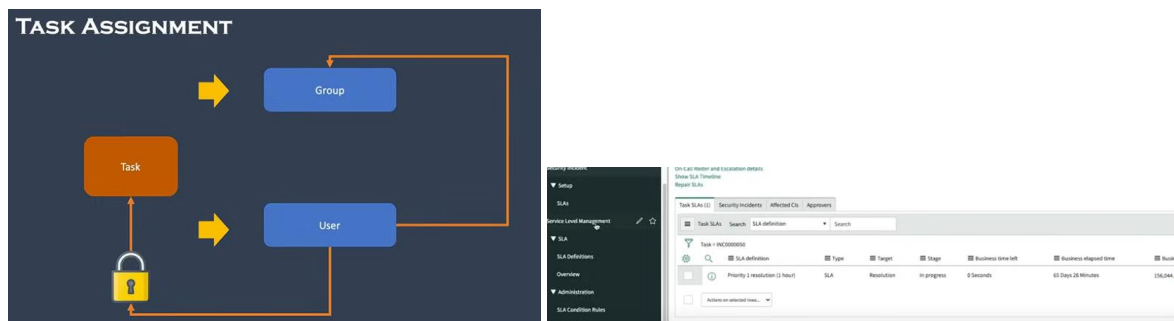 TASK ASSIGNMENT
Group
Task
User
Security Incident
Setup
SLAs
Service Level Management
SLA
SLA Definitions
Overview
Administration
SLA Condition Rules
On-Call Roster and Escalation details
Show SLA Timeline
Repair SLAs
Task SLAs (1) Security Incidents Affected CIs Approvers
Task SLAs Search SLA definition Search
Task = INC0000050
SLA definition Type Target Stage Business time left Business elapsed time Busi
Priority 1 resolution (1 hour) SLA Resolution In progress 0 Seconds 65 Days 26 Minutes 156,044.
Actions on selected rows...